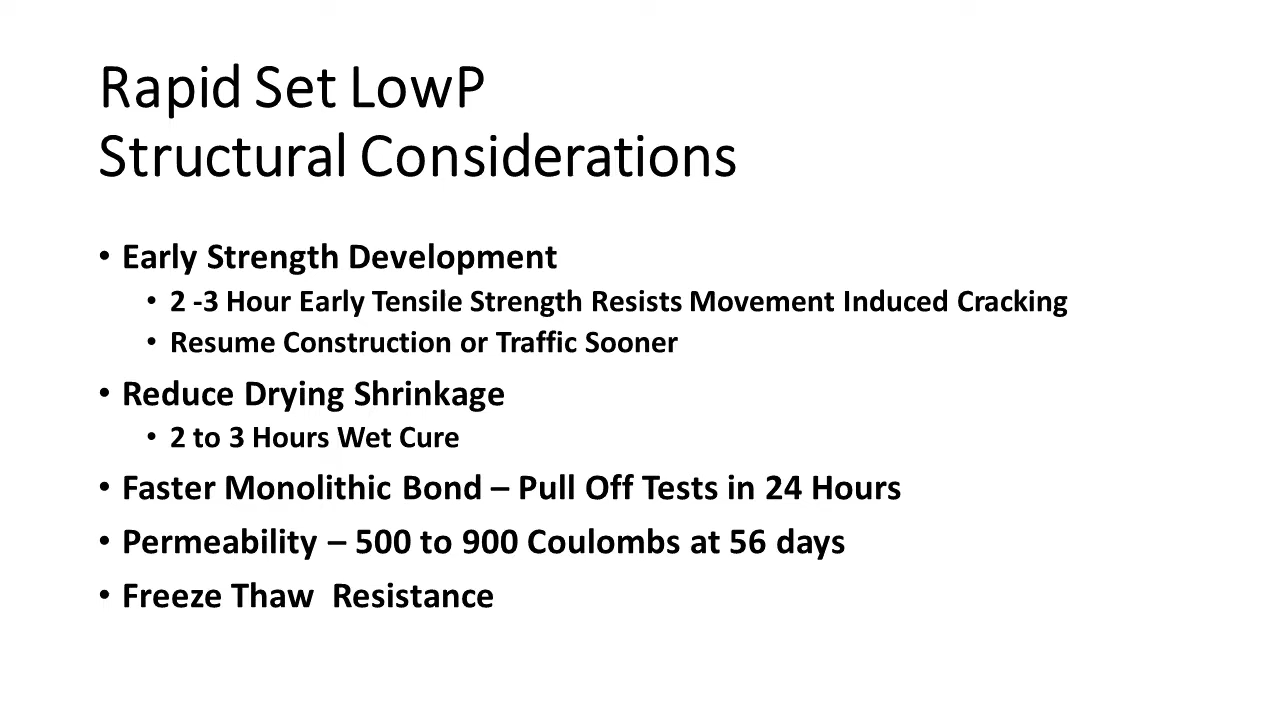 Rapid Set LowP
Structural Considerations
• Early Strength Development
• 2 -3 Hour Early Tensile Strength Resists Movement Induced Cracking
• Resume Construction or Traffic Sooner
• Reduce Drying Shrinkage
• 2 to 3 Hours Wet Cure
• Faster Monolithic Bond – Pull Off Tests in 24 Hours
• Permeability – 500 to 900 Coulombs at 56 days
• Freeze Thaw  Resistance